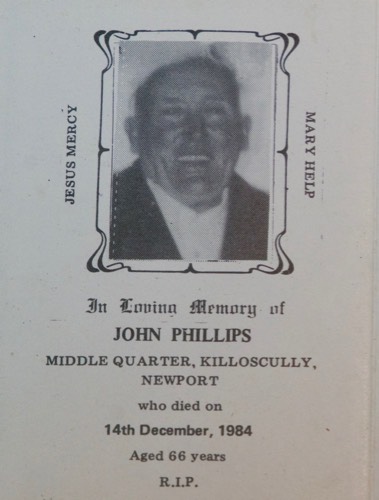 JESUS MERCY
MARY HELP
In Loving Memory of
JOHN PHILLIPS
MIDDLE QUARTER, KILLOSCULLY,
NEWPORT
who died on
14th December, 1984
Aged 66 years
R.I.P.